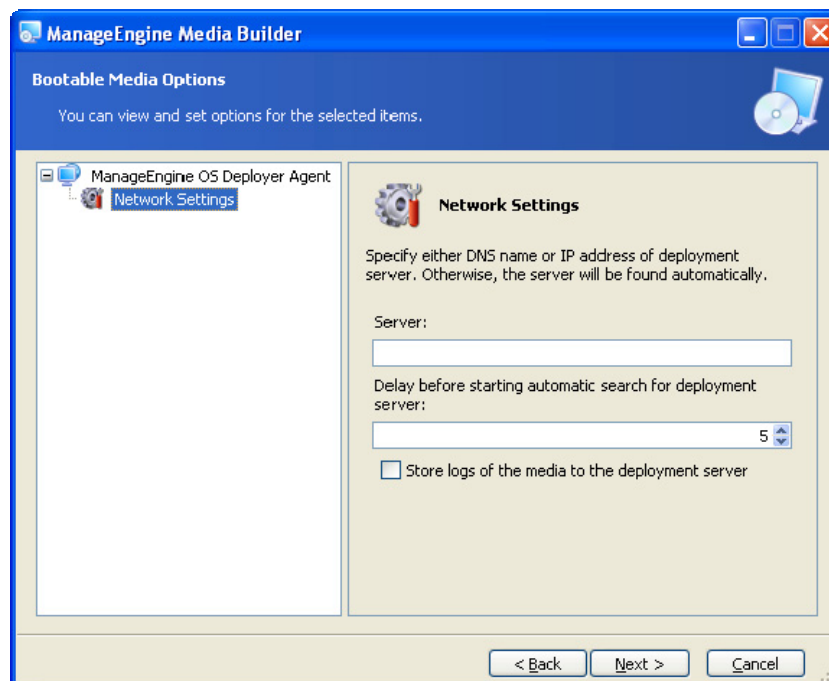 ManageEngine Media Builder
Bootable Media Options
You can view and set options for the selected items.
ManageEngine OS Deployer Agent
Network Settings
Network Settings
Specify either DNS name or IP address of deployment
server. Otherwise, the server will be found automatically.
Server:
Delay before starting automatic search for deployment
server:
5
Store logs of the media to the deployment server
< Back
Next >
Cancel